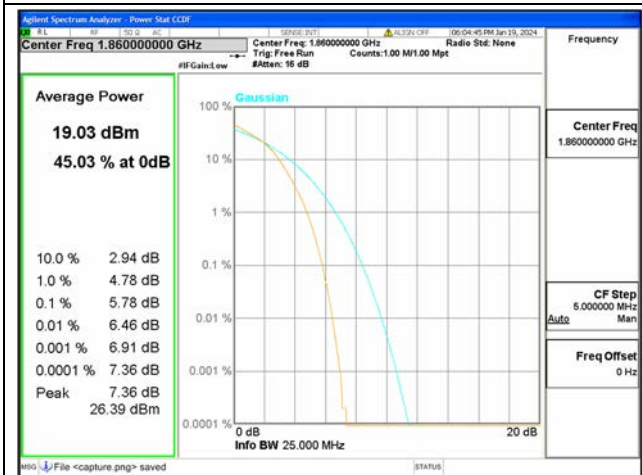 Agilent Spectrum Analyzer - Power Stat CCDF
RL RF 50 Ω AC SENSE:INT ALIGN OFF 06:04:45 PM Jan 19, 2024
Center Freq 1.860000000 GHz
Center Freq: 1.860000000 GHz Radio Std: None
Trig: Free Run Counts:1.00 M/1.00 Mpt
#IFGain:Low #Atten: 16 dB
Frequency
Average Power
19.03 dBm
45.03 % at 0dB
10.0 % 2.94 dB
1.0 % 4.78 dB
0.1 % 5.78 dB
0.01 % 6.46 dB
0.001 % 6.91 dB
0.0001 % 7.36 dB
Peak 7.36 dB
26.39 dBm
Gaussian
100 %
10 %
1 %
0.1 %
0.01 %
0.001 %
0.0001 %
0 dB 20 dB
Info BW 25.000 MHz
Center Freq
1.860000000 GHz
CF Step
5.000000 MHz
Auto Man
Freq Offset
0 Hz
MSG File <capture.png> saved STATUS